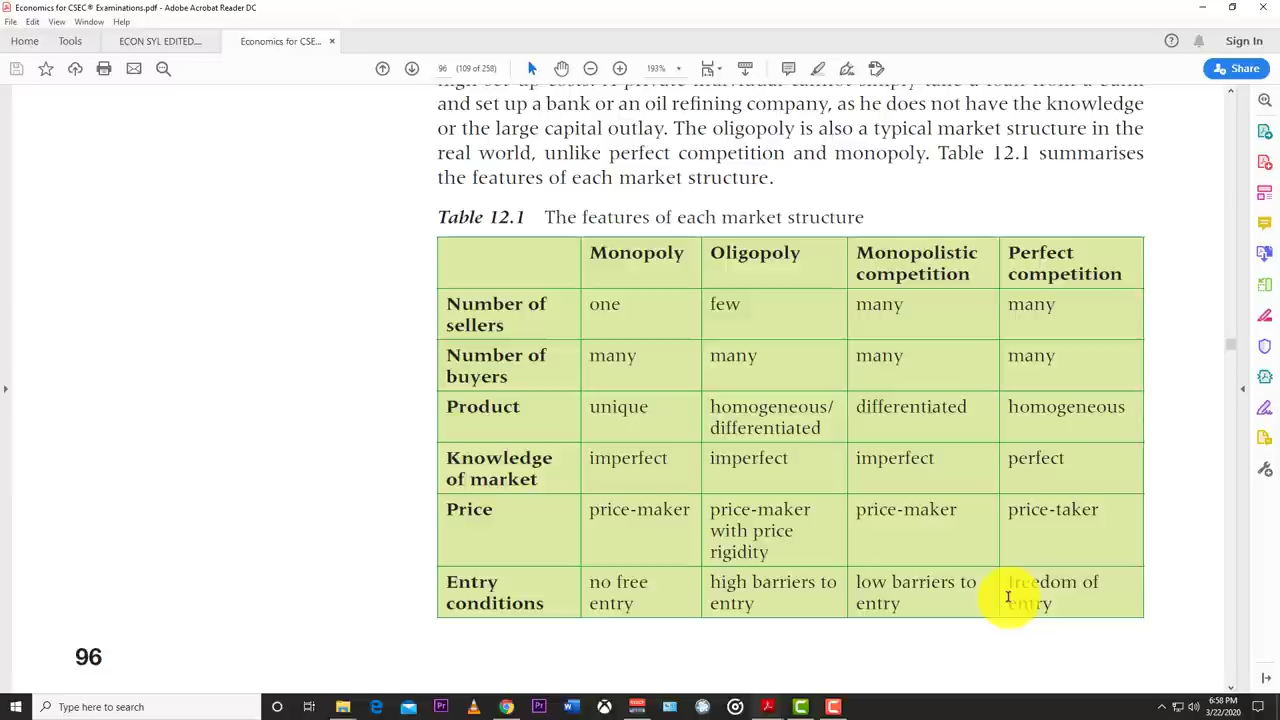 Economics for CSEC® Examinations.pdf - Adobe Acrobat Reader DC
File Edit View Window Help
Home Tools ECON SYL EDITED.... Economics for CSE... × Sign In
96 (109 of 258) 193% Share
and set up a bank or an oil refining company, as he does not have the knowledge
or the large capital outlay. The oligopoly is also a typical market structure in the
real world, unlike perfect competition and monopoly. Table 12.1 summarises
the features of each market structure.
Table 12.1 The features of each market structure
Monopoly Oligopoly Monopolistic Perfect
competition competition
Number of one few many many
sellers
Number of many many many many
buyers
Product unique homogeneous/ differentiated homogeneous
differentiated
Knowledge imperfect imperfect imperfect perfect
of market
Price price-maker price-maker price-maker price-taker
with price
rigidity
Entry no free high barriers to low barriers to freedom of
conditions entry entry entry entry
96
Type here to search
6:58 PM
3/22/2020